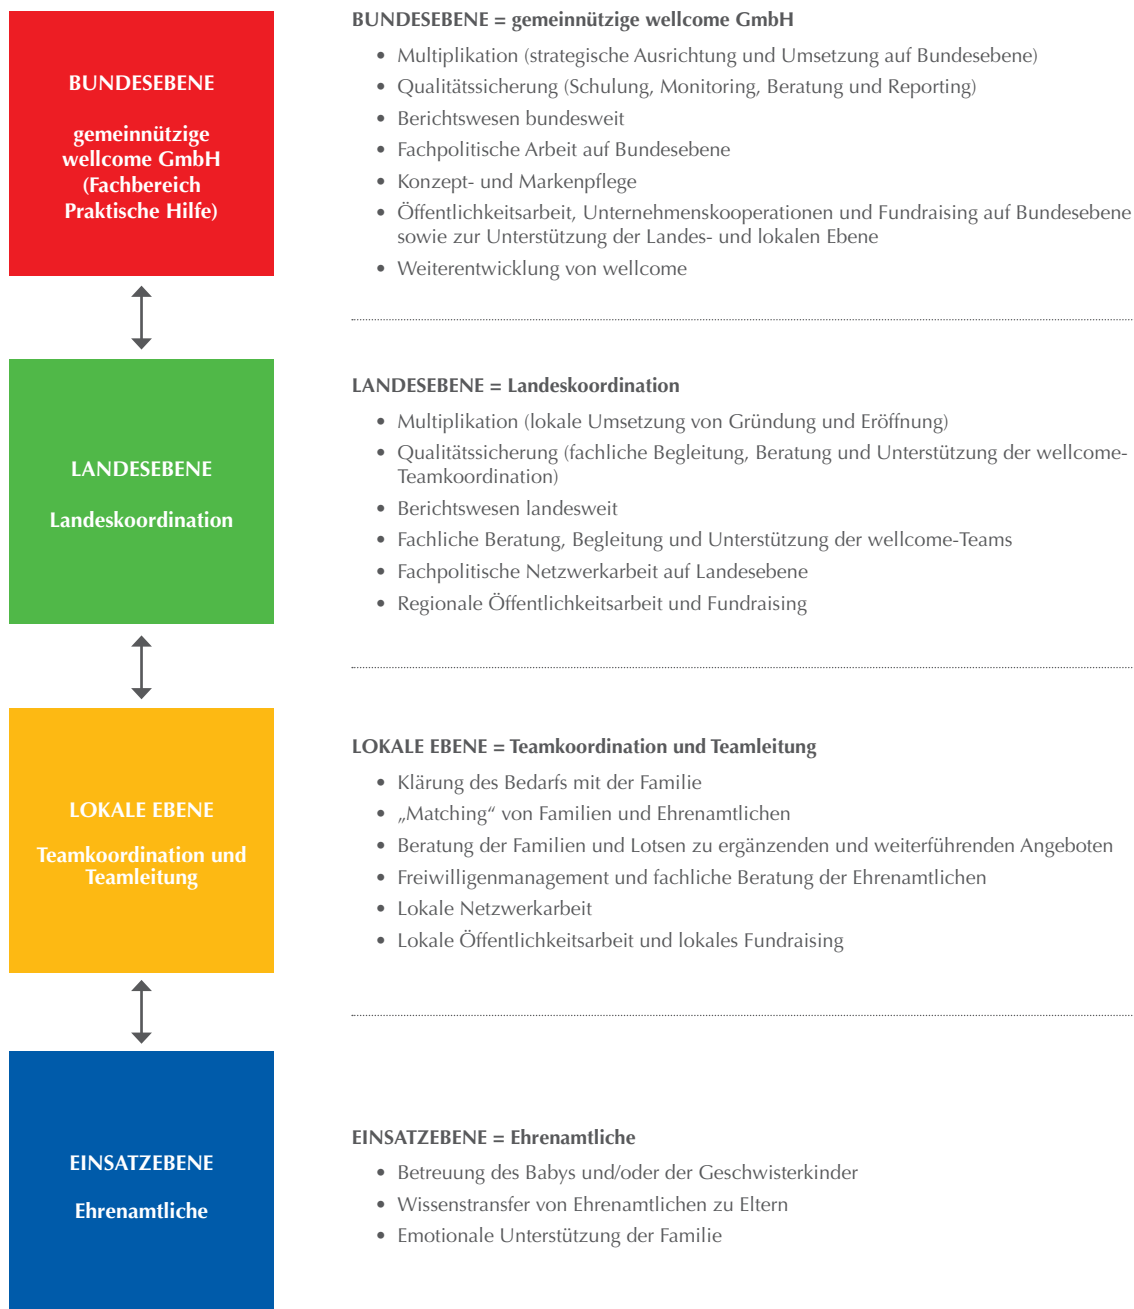 BUNDESEBENE
gemeinnützige
wellcome GmbH
(Fachbereich
Praktische Hilfe)
BUNDESEBENE = gemeinnützige wellcome GmbH
• Multiplikation (strategische Ausrichtung und Umsetzung auf Bundesebene)
• Qualitätssicherung (Schulung, Monitoring, Beratung und Reporting)
• Berichtswesen bundesweit
• Fachpolitische Arbeit auf Bundesebene
• Konzept- und Markenpflege
• Öffentlichkeitsarbeit, Unternehmenskooperationen und Fundraising auf Bundesebene
sowie zur Unterstützung der Landes- und lokalen Ebene
• Weiterentwicklung von wellcome
LANDESEBENE
Landeskoordination
LANDESEBENE = Landeskoordination
• Multiplikation (lokale Umsetzung von Gründung und Eröffnung)
• Qualitätssicherung (fachliche Begleitung, Beratung und Unterstützung der wellcome-
Teamkoordination)
• Berichtswesen landesweit
• Fachliche Beratung, Begleitung und Unterstützung der wellcome-Teams
• Fachpolitische Netzwerkarbeit auf Landesebene
• Regionale Öffentlichkeitsarbeit und Fundraising
LOKALE EBENE
Teamkoordination und
Teamleitung
LOKALE EBENE = Teamkoordination und Teamleitung
• Klärung des Bedarfs mit der Familie
• „Matching“ von Familien und Ehrenamtlichen
• Beratung der Familien und Lotsen zu ergänzenden und weiterführenden Angeboten
• Freiwilligenmanagement und fachliche Beratung der Ehrenamtlichen
• Lokale Netzwerkarbeit
• Lokale Öffentlichkeitsarbeit und lokales Fundraising
EINSATZEBENE
Ehrenamtliche
EINSATZEBENE = Ehrenamtliche
• Betreuung des Babys und/oder der Geschwisterkinder
• Wissenstransfer von Ehrenamtlichen zu Eltern
• Emotionale Unterstützung der Familie